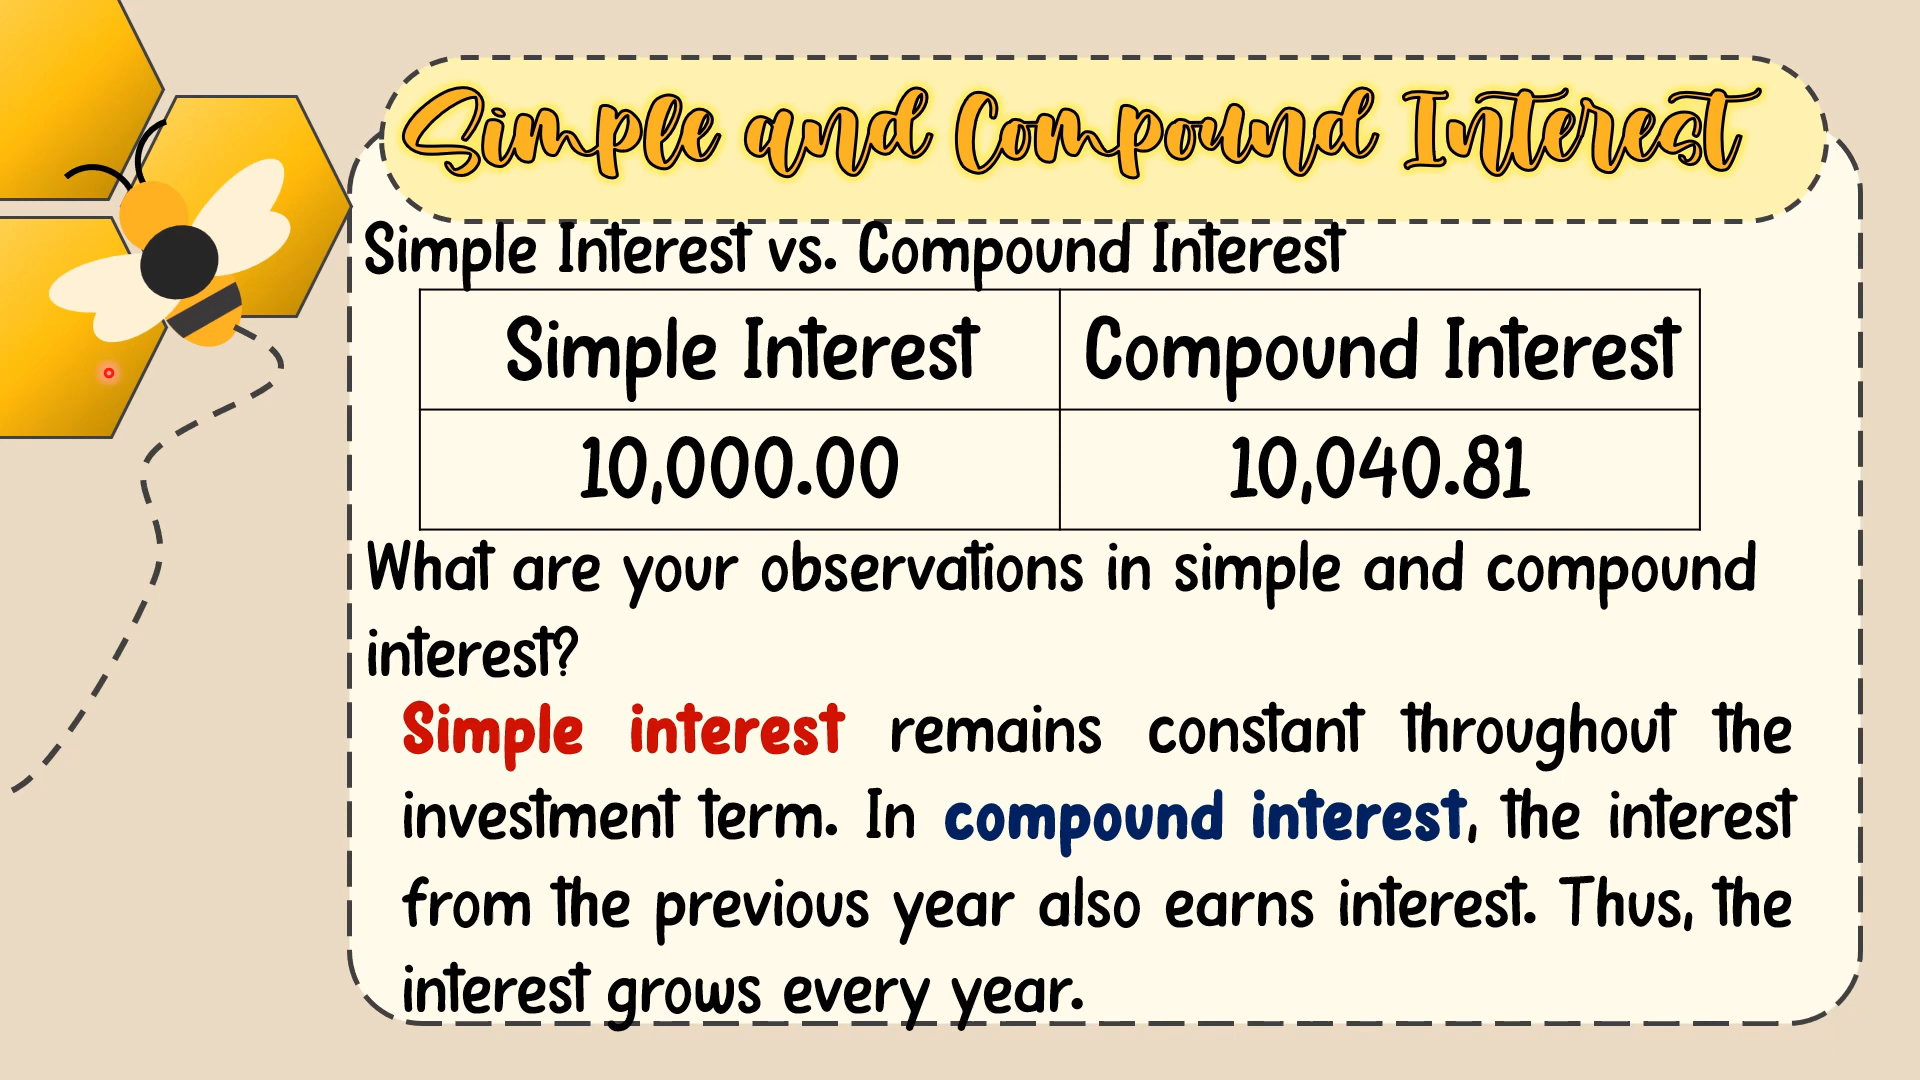 Simple and Compound Interest
Simple Interest vs. Compound Interest
Simple Interest Compound Interest
10,000.00 10,040.81
What are your observations in simple and compound
interest?
Simple interest remains constant throughout the
investment term. In compound interest, the interest
from the previous year also earns interest. Thus, the
interest grows every year.